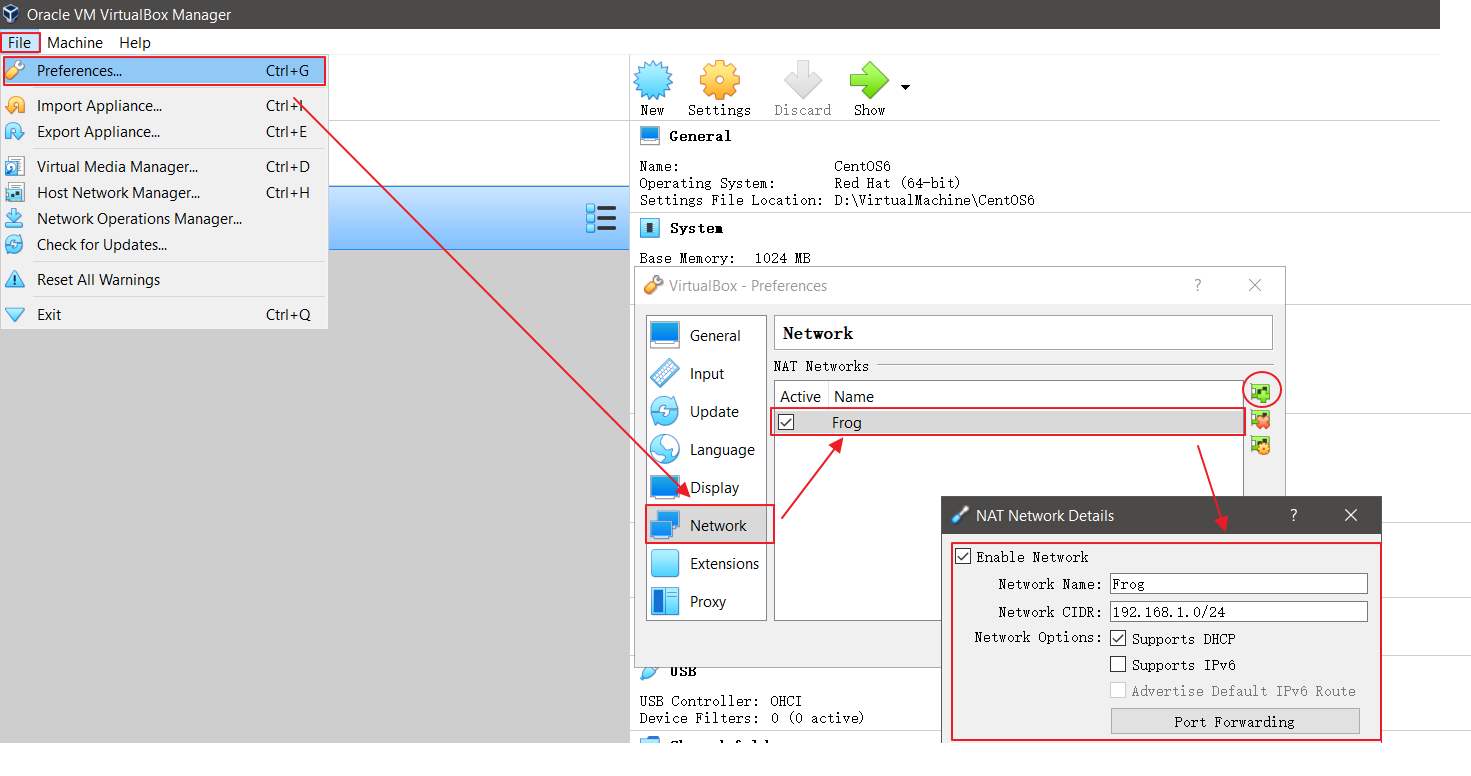 Oracle VM VirtualBox Manager
File Machine Help
Preferences... Ctrl+G
Import Appliance... Ctrl+I
Export Appliance... Ctrl+E
Virtual Media Manager... Ctrl+D
Host Network Manager... Ctrl+H
Network Operations Manager...
Check for Updates...
Reset All Warnings
Exit Ctrl+Q
New Settings Discard Show
General
Name: CentOS6
Operating System: Red Hat (64-bit)
Settings File Location: D:\VirtualMachine\CentOS6
System
Base Memory: 1024 MB
VirtualBox - Preferences ?
General
Input
Update
Language
Display
Network
Extensions
Proxy
Network
NAT Networks
Active Name
Frog
NAT Network Details ?
Enable Network
Network Name: Frog
Network CIDR: 192.168.1.0/24
Network Options: Supports DHCP
Supports IPv6
Advertise Default IPv6 Route
Port Forwarding
USB
USB Controller: OHCI
Device Filters: 0 (0 active)